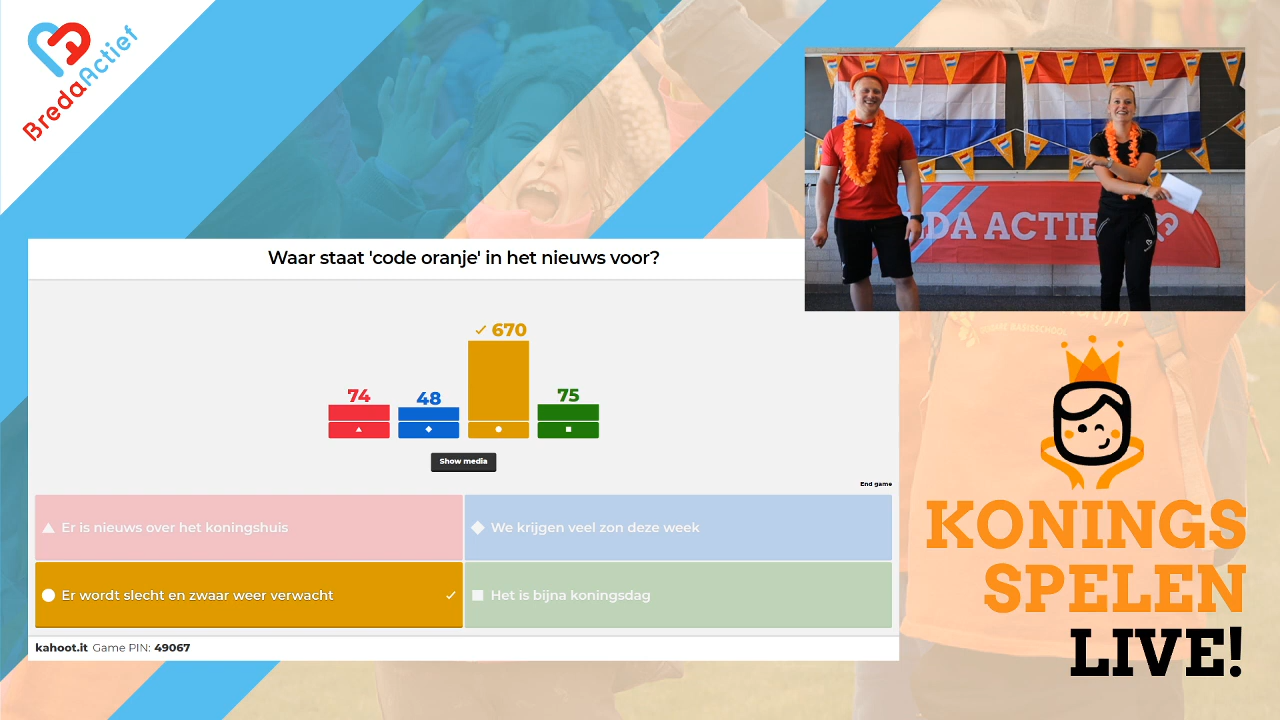 BredaActief
DA ACTIE
Waar staat 'code oranje' in het nieuws voor?
74
48
670
75
Show media
End game
Er is nieuws over het koningshuis
We krijgen veel zon deze week
Er wordt slecht en zwaar weer verwacht
Het is bijna koningsdag
kahoot.it Game PIN: 49067
KONINGS
SPELEN
LIVE!